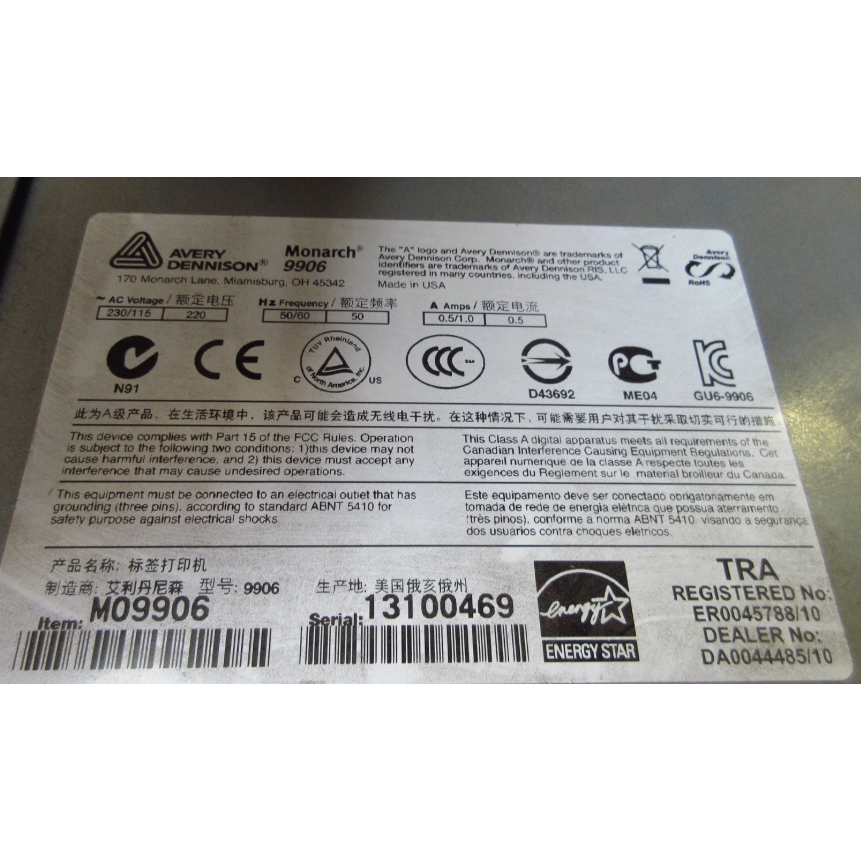 AVERY
DENNISON®
Monarch®
9906
170 Monarch Lane, Miamisburg, OH 45342
The "A" logo and Avery Dennison® are trademarks of
Avery Dennison Corp. Monarch® and other product
identifiers are trademarks of Avery Dennison RIS, LLC
registered in many countries, including the USA.
Made in USA
Avery
Dennison
RoHS
~ AC Voltage / 额定电压
230/115 220
Hz Frequency / 额定频率
50/60 50
A Amps / 额定电流
0.5/1.0 0.5
N91
CE
TUV Rheinland
of North America, Inc.
C US
CCC
D43692
ME04
GU6-9906
此为A级产品, 在生活环境中, 该产品可能会造成无线电干扰。在这种情况下, 可能需要用户对其干扰采取切实可行的措施
This device complies with Part 15 of the FCC Rules. Operation
is subject to the following two conditions: 1)this device may not
cause harmful interference, and 2) this device must accept any
interference that may cause undesired operations.
This Class A digital apparatus meets all requirements of the
Canadian Interference Causing Equipment Regulations. Cet
appareil numerique de la classe A respecte toutes les
exigences du Reglement sur le material broilleur du Canada
This equipment must be connected to an electrical outlet that has
grounding (three pins), according to standard ABNT 5410 for
safety purpose against electrical shocks
Este equipamento deve ser conectado obrigatoriamente em
tomada de rede de energia elétrica que possua aterramento
(três pinos), conforme a norma ABNT 5410, visando a segurança
dos usuarios contra choques eletricos.
产品名称: 标签打印机
制造商: 艾利丹尼森 型号: 9906
生产地: 美国俄亥俄州
Item: M09906
Serial: 13100469
energy
ENERGY STAR
TRA
REGISTERED No:
ER0045788/10
DEALER No:
DA0044485/10